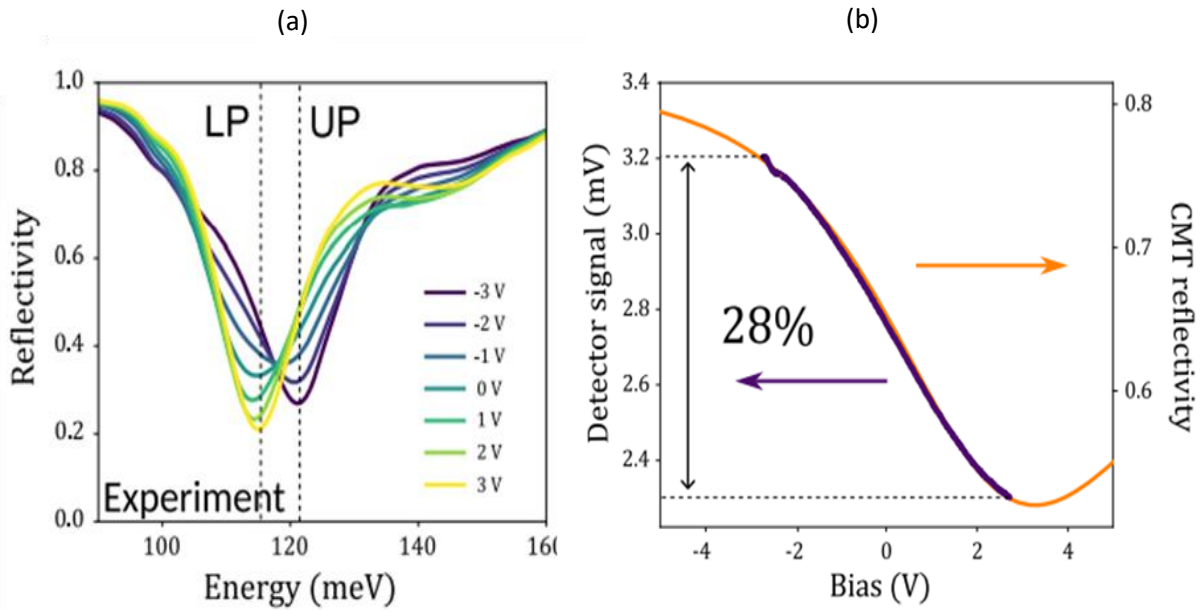 (a)
(b)
1.0
0.8
0.6
0.4
0.2
0.0
Reflectivity
LP
UP
-3 V
-2 V
-1 V
0 V
1 V
2 V
3 V
Experiment
100
120
140
160
Energy (meV)
3.4
3.2
3.0
2.8
2.6
2.4
Detector signal (mV)
28%
0.8
0.7
0.6
CMT reflectivity
-4
-2
0
2
4
Bias (V)